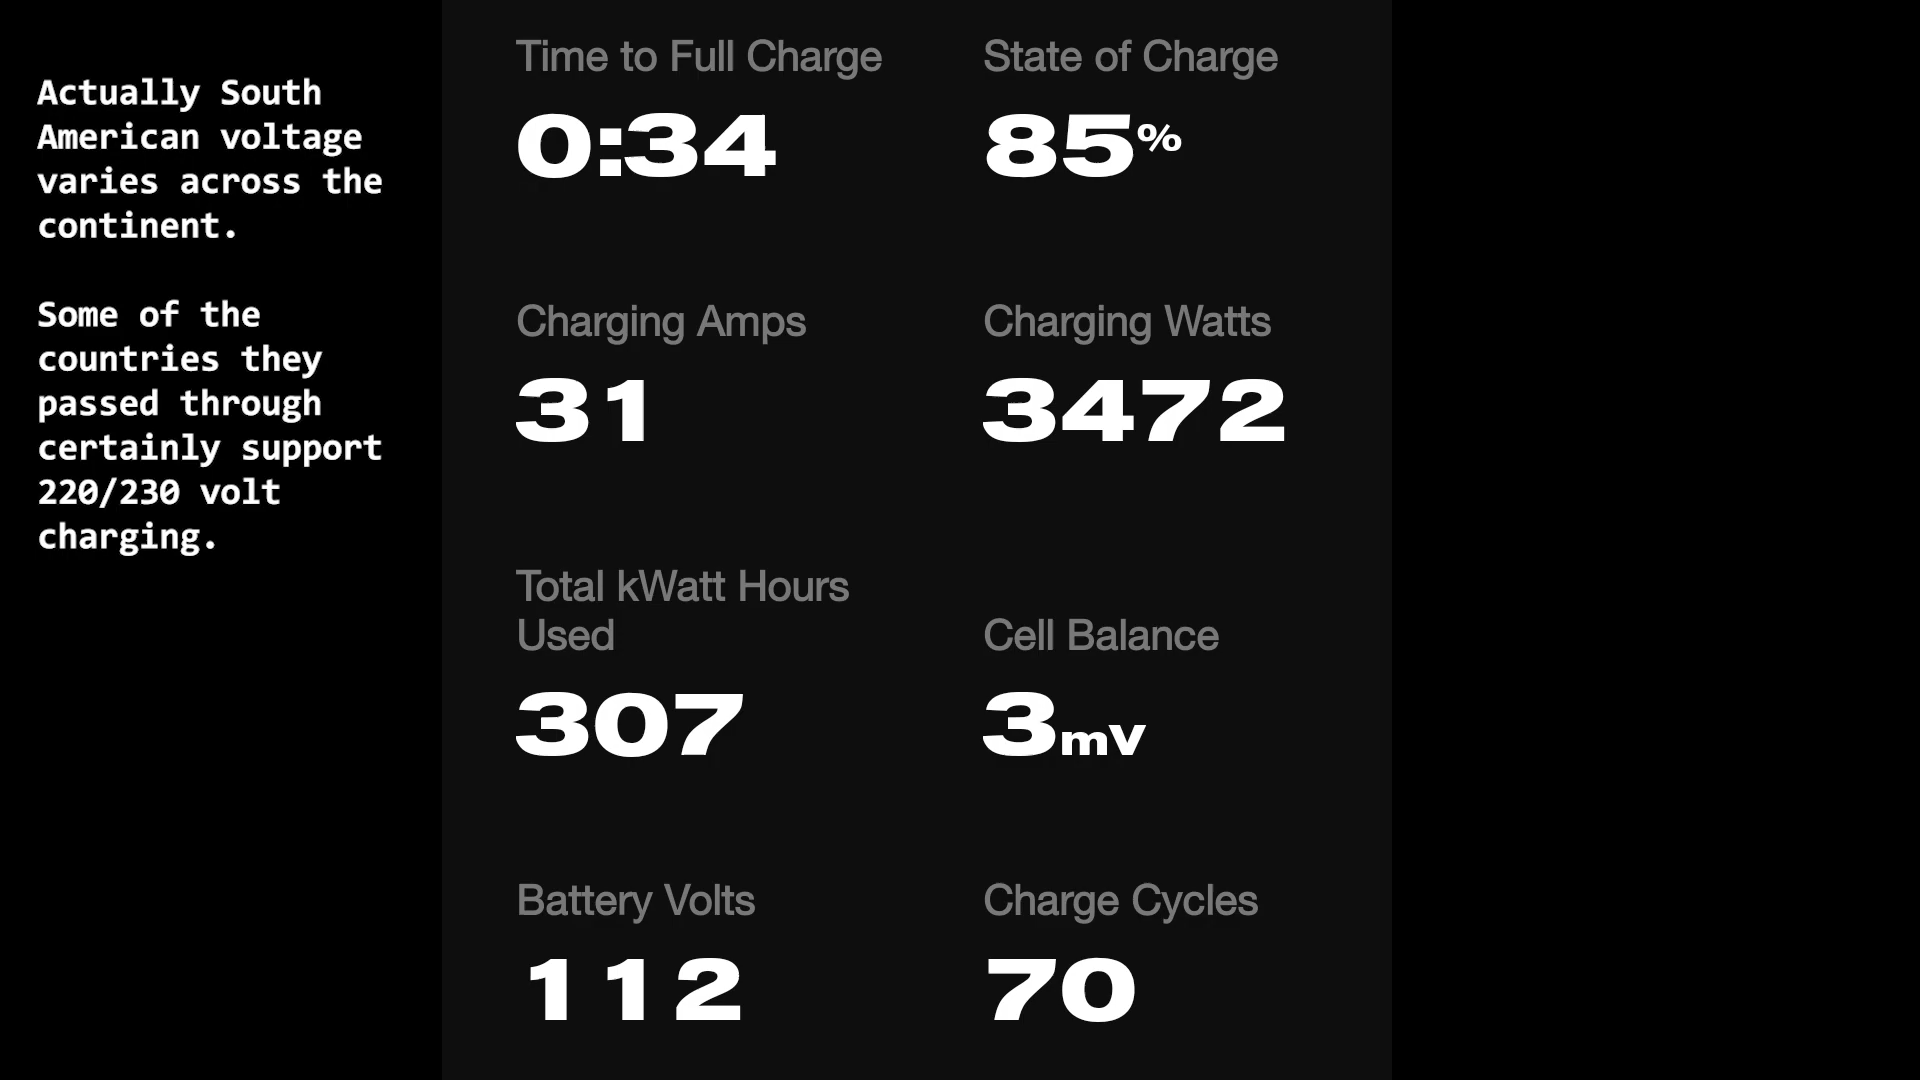 Actually South
American voltage
varies across the
continent.
Some of the
countries they
passed through
certainly support
220/230 volt
charging.
Time to Full Charge
0:34
State of Charge
85%
Charging Amps
31
Charging Watts
3472
Total kWatt Hours
Used
307
Cell Balance
3mV
Battery Volts
112
Charge Cycles
70